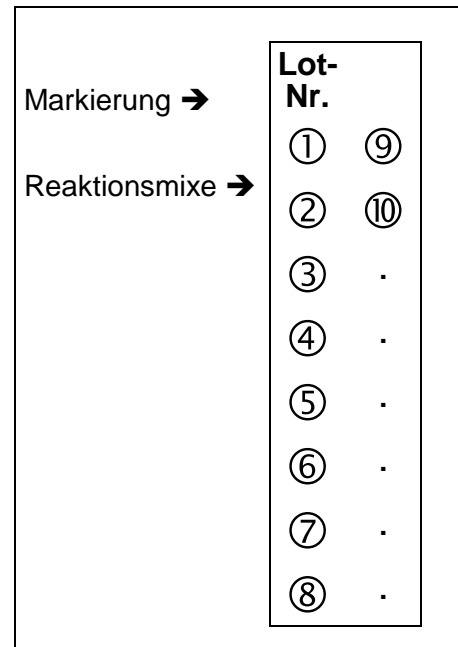 Lot-
Markierung ➔ Nr.
① ⑨
Reaktionsmixe ➔
② ⑩
③ .
④ .
⑤ .
⑥ .
⑦ .
⑧ .